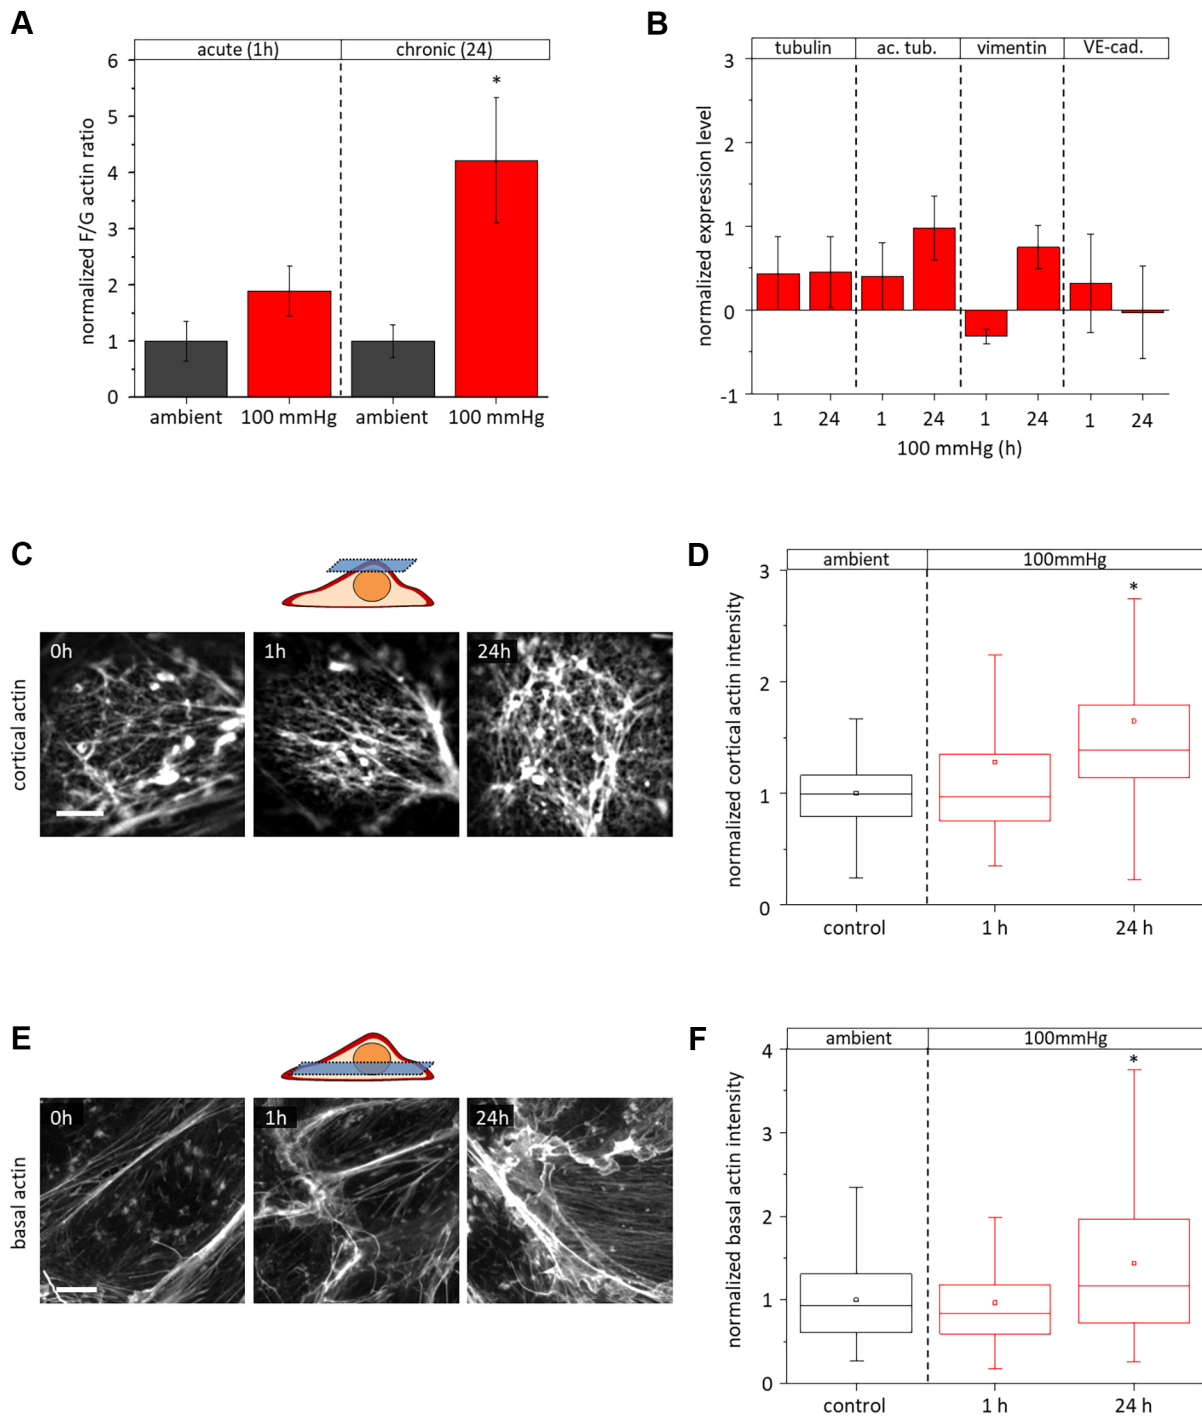 A
acute (1h) chronic (24)
normalized F/G actin ratio
6
5
4
3
2
1
0
*
ambient 100 mmHg ambient 100 mmHg
B
tubulin ac. tub. vimentin VE-cad.
normalized expression level
3
2
1
0
-1
1 24 1 24 1 24 1 24
100 mmHg (h)
C
cortical actin
0h 1h 24h
D
ambient 100mmHg
normalized cortical actin intensity
3
2
1
0
*
control 1 h 24 h
E
basal actin
0h 1h 24h
F
ambient 100mmHg
normalized basal actin intensity
4
3
2
1
0
*
control 1 h 24 h